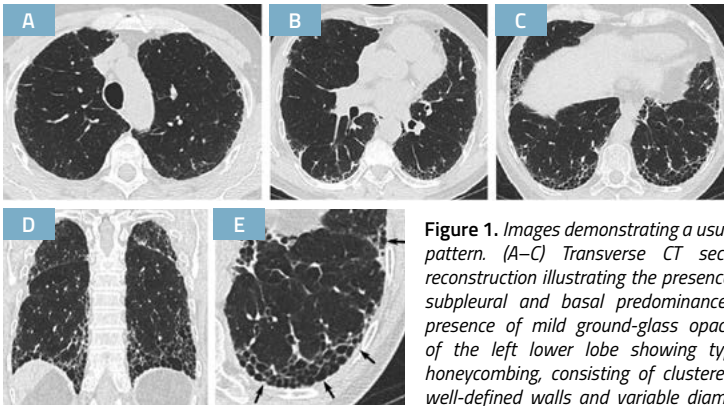 A
B
C
D
E
Figure 1. Images demonstrating a usu
pattern. (A–C) Transverse CT sec
reconstruction illustrating the presenc
subpleural and basal predominance
presence of mild ground-glass opac
of the left lower lobe showing ty
honeycombing, consisting of clustere
well-defined walls and variable diam